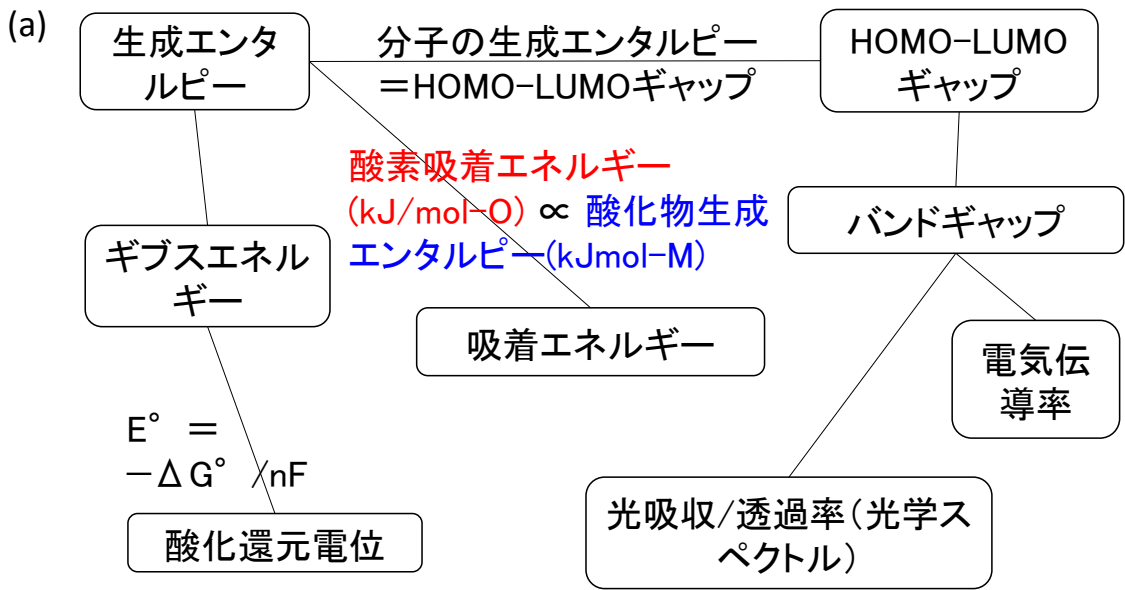 (a)
生成エンタ
ルピー
分子の生成エンタルピー
＝HOMO-LUMOギャップ
HOMO-LUMO
ギャップ
酸素吸着エネルギー
(kJ/mol-O) ∝ 酸化物生成
エンタルピー(kJmol-M)
バンドギャップ
ギブスエネル
ギー
吸着エネルギー
電気伝
導率
E° ＝
－ΔG° /nF
酸化還元電位
光吸収/透過率(光学ス
ペクトル)